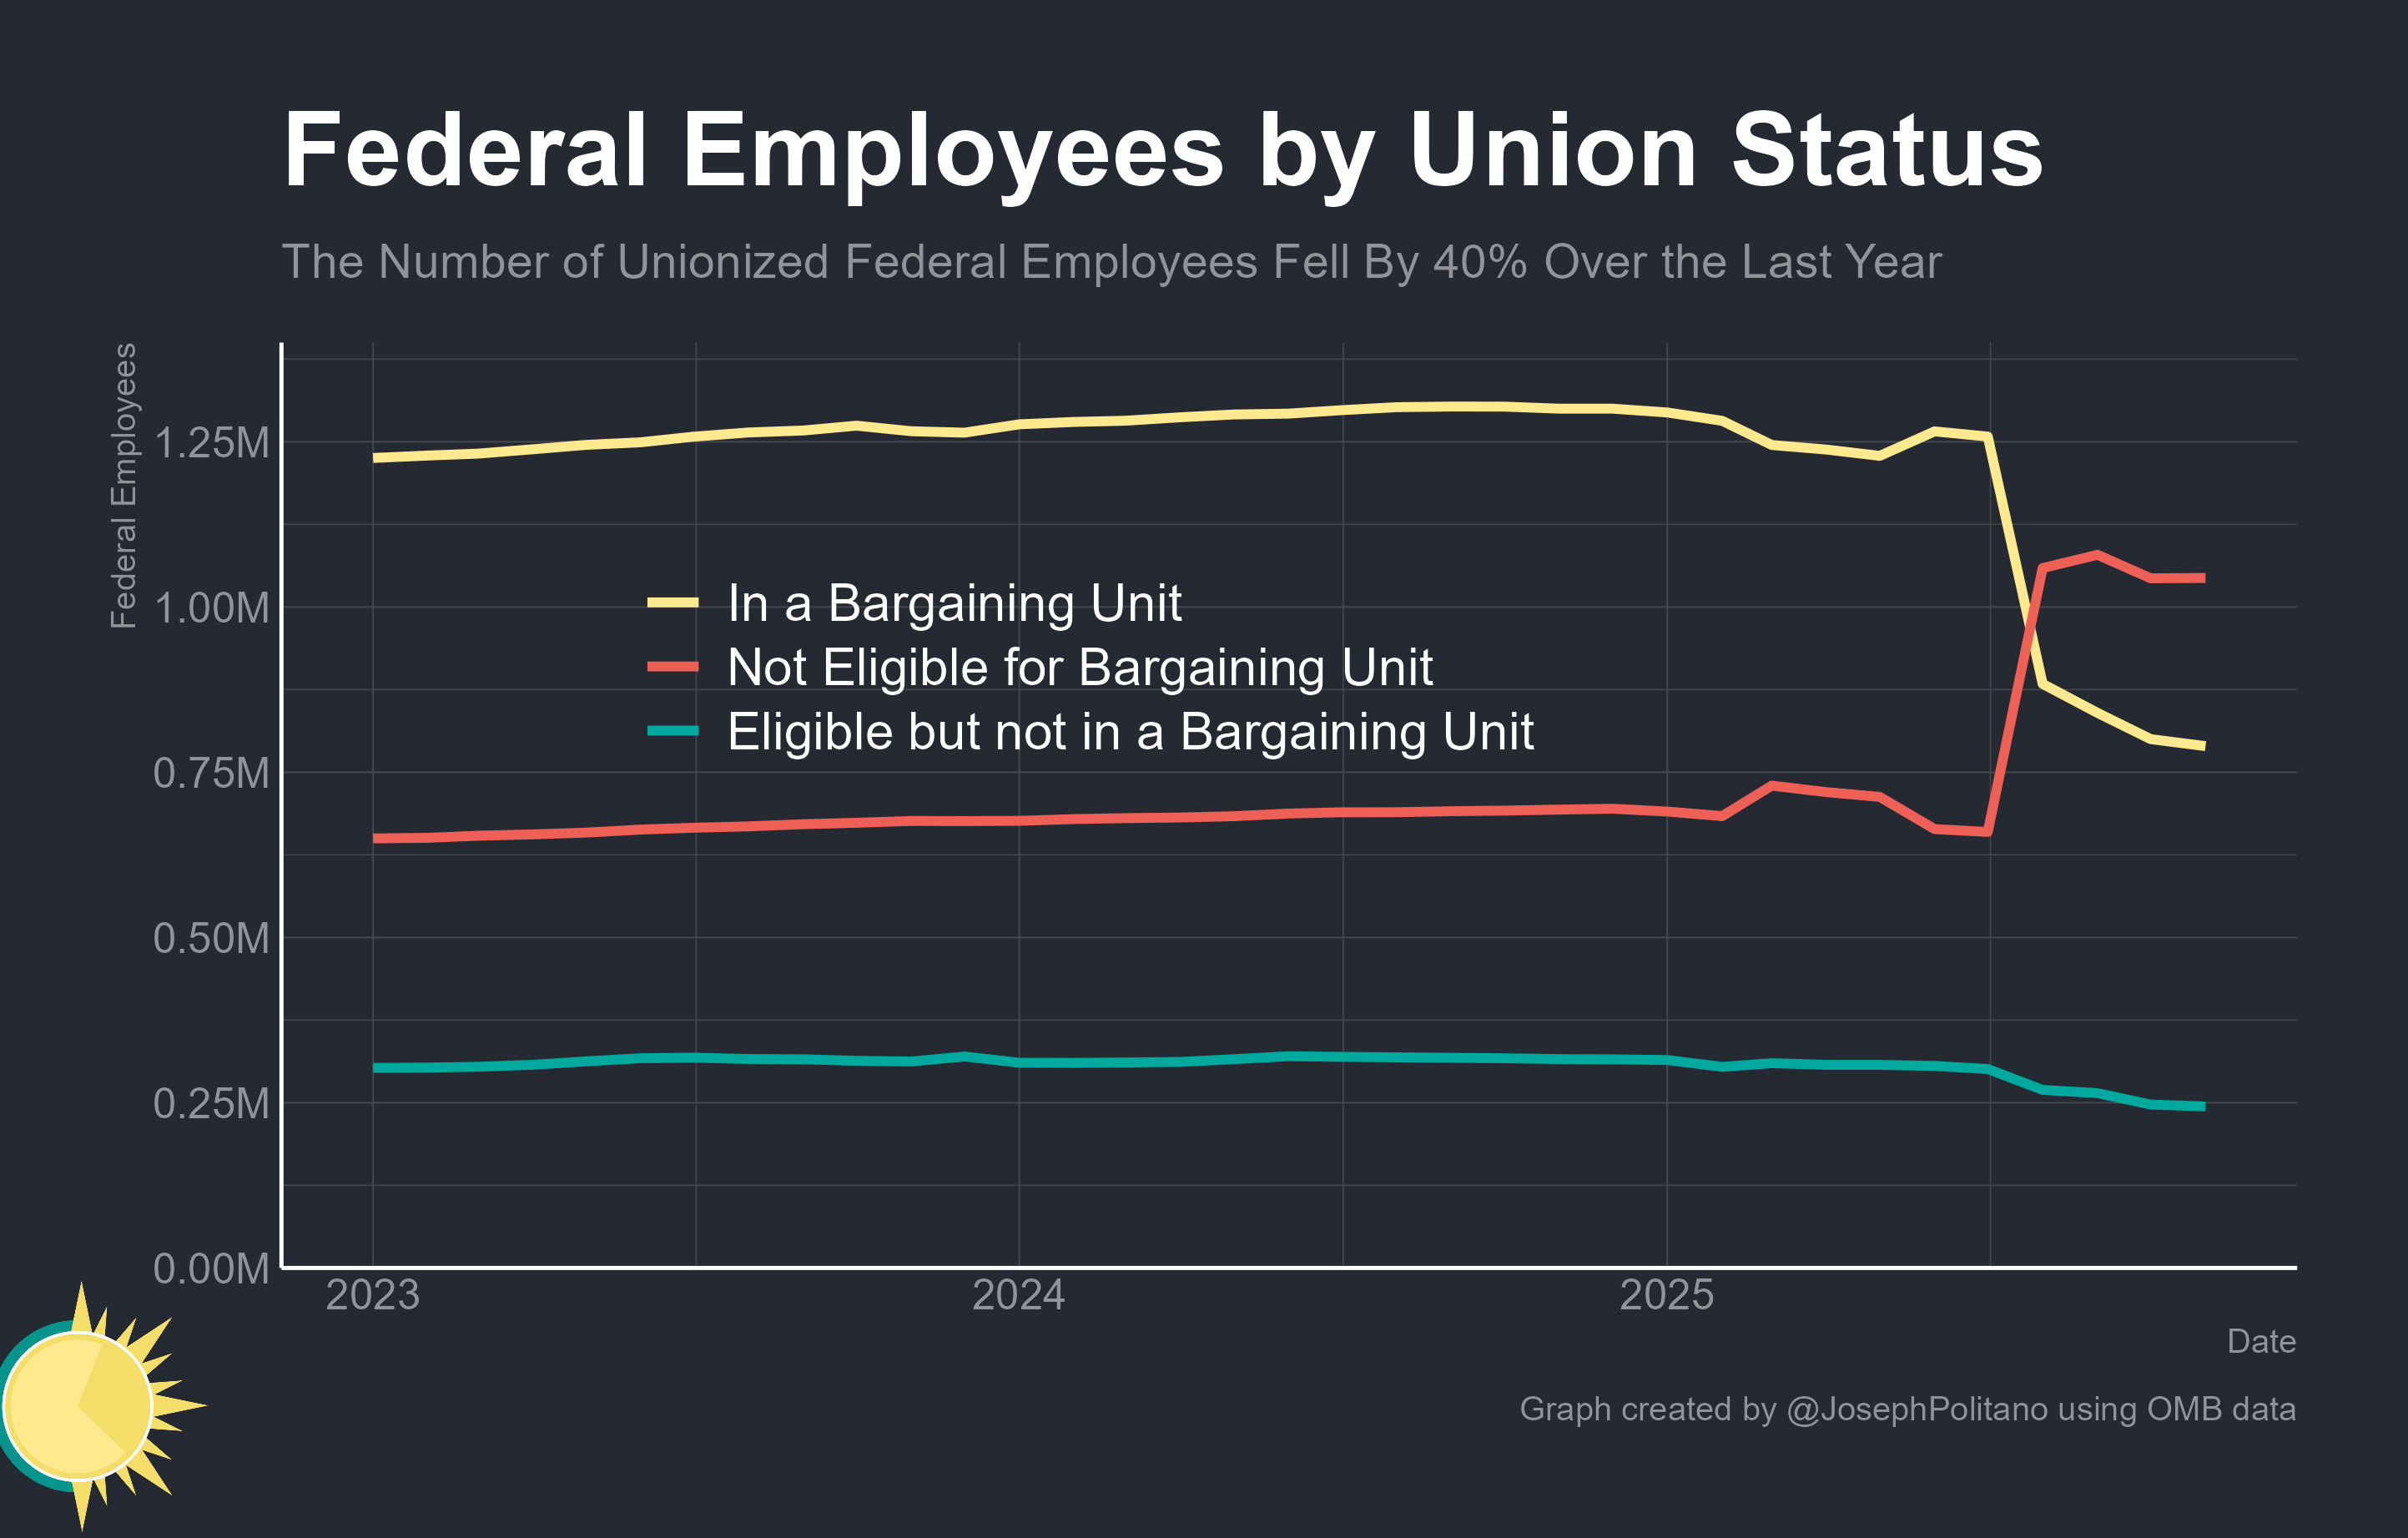 Federal Employees by Union Status
The Number of Unionized Federal Employees Fell By 40% Over the Last Year
Federal Employees
1.25M
1.00M
0.75M
0.50M
0.25M
0.00M
In a Bargaining Unit
Not Eligible for Bargaining Unit
Eligible but not in a Bargaining Unit
2023
2024
2025
Date
Graph created by @JosephPolitano using OMB data